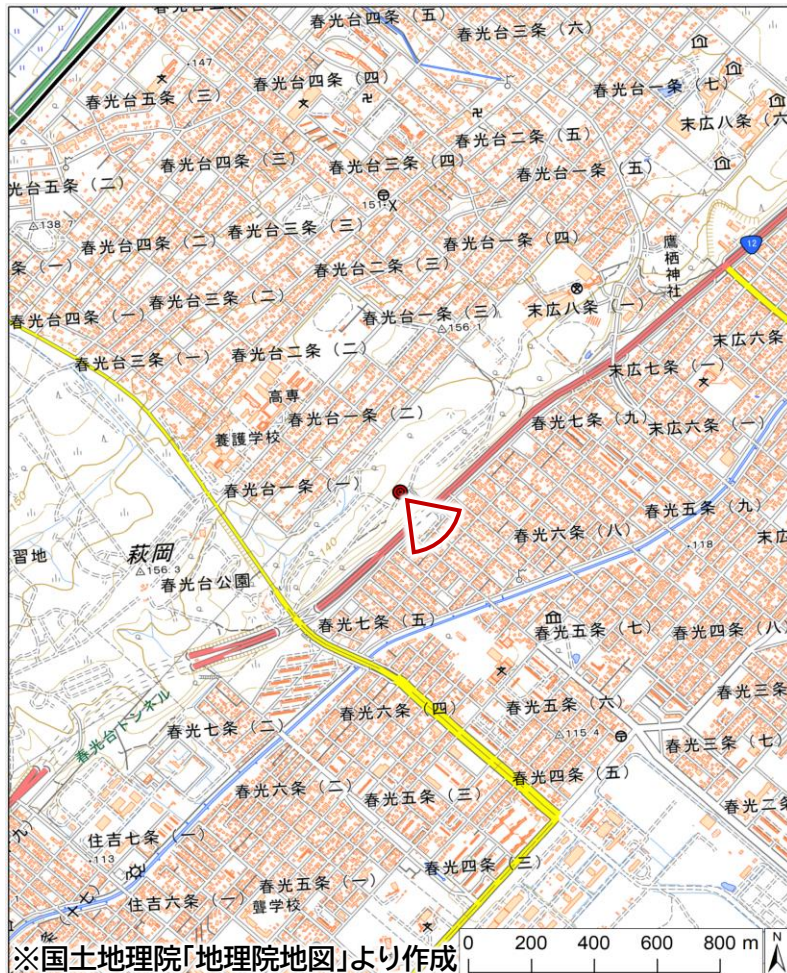 春光台四条（五）
春光台三条（六）
・147
春光台五条（三）
春光台四条（四）
春光台一条（七）
末広八条（六
春光台二条（五）
春光台四条（三）
春光台三条（四）
春光台一条（五）
光台五条（二）
151
△138.7
春光台三条（三）
春光台四条（二）
春光台一条（四）
鷹栖神社
12
条（一）
春光台二条（三）
春光台三条（二）
末広八条（一）
春光台四条（一）
春光台一条（三）
△156.1
春光台三条（一）
春光台二条（二）
末広六条
末広七条（一）
高専
春光台一条（二）
春光七条（九）
末広六条（一）
養護学校
春光台一条（一）
150
春光五条（九）
140
春光六条（八）
・118
末広
習地
萩岡
△156.3
春光台公園
春光七条（五）
春光五条（七）
春光四条（八）
春光台トンネル
春光三条
春光六条（四）
春光五条（六）
春光七条（二）
△115.4
春光三条（七）
春光六条（二）
春光四条（五）
春光五条（三）
春光二条
住吉七条（一）
・113
春光四条（三）
春光五条（一）
住吉六条（一）
聾学校
※国土地理院「地理院地図」より作成
0 200 400 600 800 m
N